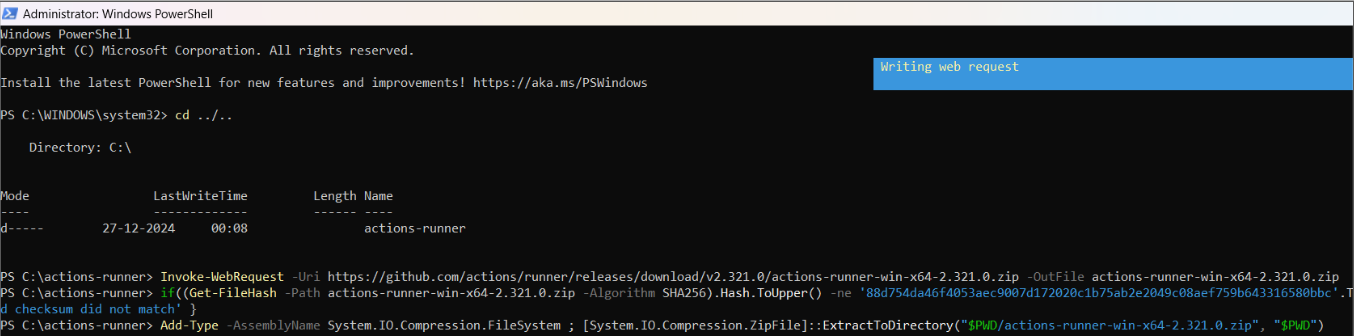 Administrator: Windows PowerShell
Windows PowerShell
Copyright (C) Microsoft Corporation. All rights reserved.
Writing web request
Install the latest PowerShell for new features and improvements! https://aka.ms/PSWindows
PS C:\WINDOWS\system32> cd ../..
Directory: C:\
Mode LastWriteTime Length Name
---- ------------- ------ ----
d----- 27-12-2024 00:08 actions-runner
PS C:\actions-runner> Invoke-WebRequest -Uri https://github.com/actions/runner/releases/download/v2.321.0/actions-runner-win-x64-2.321.0.zip -OutFile actions-runner-win-x64-2.321.0.zip
PS C:\actions-runner> if((Get-FileHash -Path actions-runner-win-x64-2.321.0.zip -Algorithm SHA256).Hash.ToUpper() -ne '88d754da46f4053aec9007d172020c1b75ab2e2049c08aef759b643316580bbc'.T
d checksum did not match' }
PS C:\actions-runner> Add-Type -AssemblyName System.IO.Compression.FileSystem ; [System.IO.Compression.ZipFile]::ExtractToDirectory("$PWD/actions-runner-win-x64-2.321.0.zip", "$PWD")